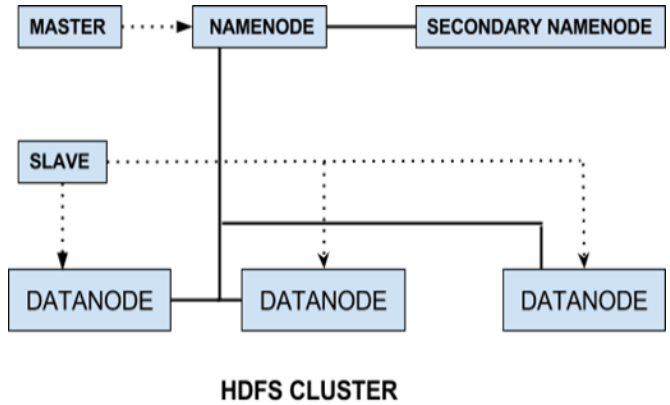 MASTER
NAMENODE
SECONDARY NAMENODE
SLAVE
DATANODE
DATANODE
DATANODE
HDFS CLUSTER